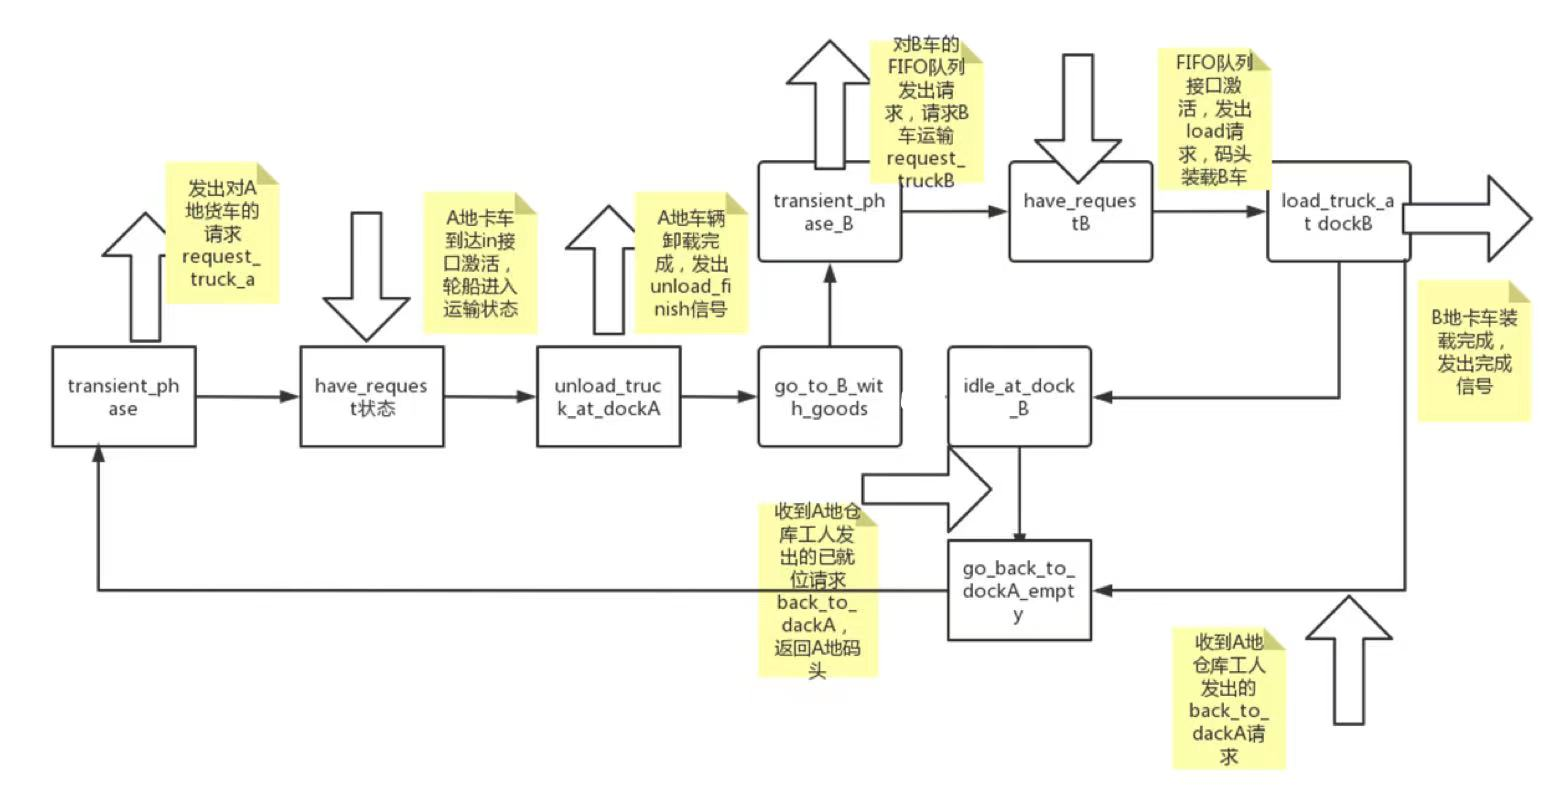 对B车的
FIFO队列
发出请
求，请求B
车运输
request_
truckB
FIFO队列
接口激
活，发出
load请
求，码头
装载B车
发出对A
地货车的
请求
request_
truck_a
A地卡车
到达in接
口激活，
轮船进入
运输状态
A地车辆
卸载完
成，发出
unload_fi
nish信号
transient_ph
ase_B
have_reques
tB
load_truck_a
t dockB
B地卡车装
载完成，
发出完成
信号
transient_ph
ase
have_reques
t状态
unload_truc
k_at_dockA
go_to_B_wit
h_goods
idle_at_dock
_B
收到A地仓
库工人发
出的已就
位请求
back_to_
dackA，
返回A地码
头
go_back_to_
dockA_empt
y
收到A地
仓库工人
发出的
back_to_
dackA请
求